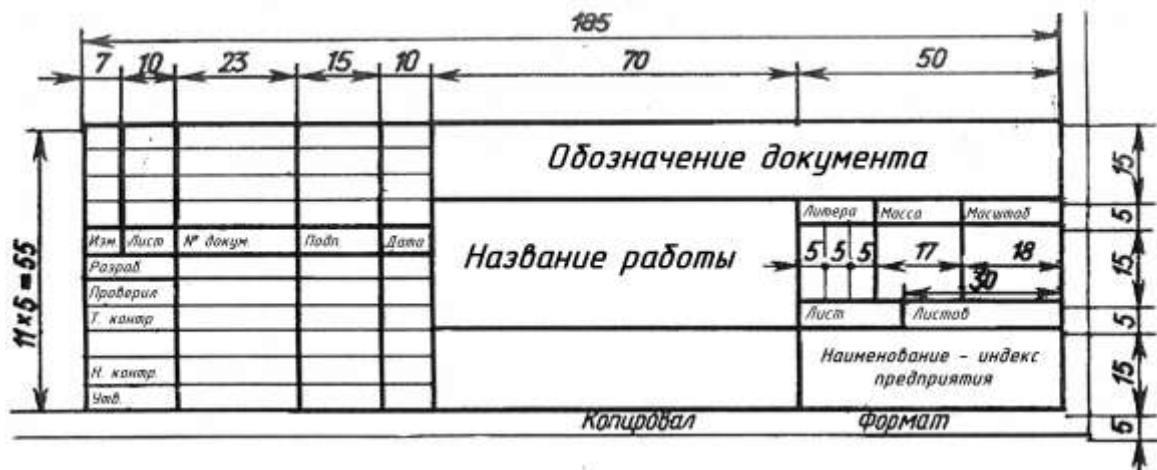 185
7 10 23 15 10 70 50
Обозначение документа
15
Литера Масса Масштаб
5
Изм. Лист № докум. Подп. Дата
Название работы
5 5 5 17 18
15
30
Разраб.
Проверил
Т. контр
Лист Листов
5
11×5=55
Наименование - индекс
предприятия
15
Н. контр.
Утв.
Копировал Формат
5